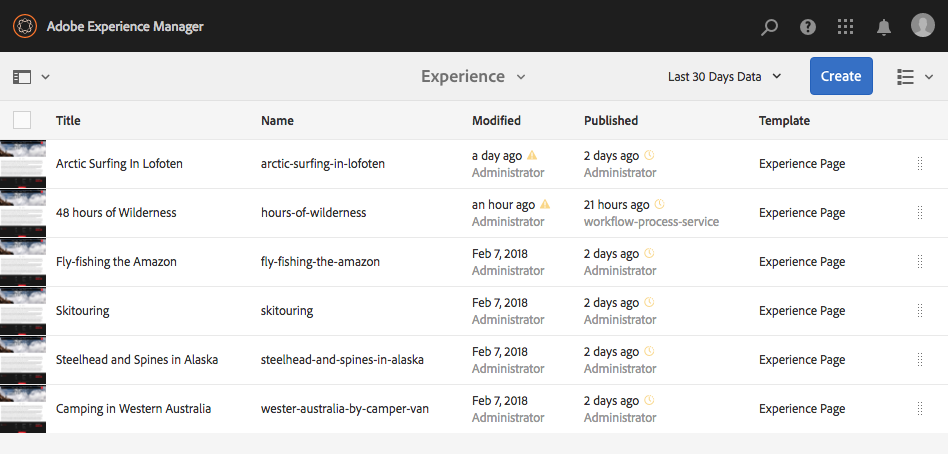 Adobe Experience Manager
Experience
Last 30 Days Data
Create
Title Name Modified Published Template
Arctic Surfing In Lofoten arctic-surfing-in-lofoten a day ago 2 days ago Experience Page
Administrator Administrator
48 hours of Wilderness hours-of-wilderness an hour ago 21 hours ago Experience Page
Administrator workflow-process-service
Fly-fishing the Amazon fly-fishing-the-amazon Feb 7, 2018 2 days ago Experience Page
Administrator Administrator
Skitouring skitouring Feb 7, 2018 2 days ago Experience Page
Administrator Administrator
Steelhead and Spines in Alaska steelhead-and-spines-in-alaska Feb 7, 2018 2 days ago Experience Page
Administrator Administrator
Camping in Western Australia wester-australia-by-camper-van Feb 7, 2018 2 days ago Experience Page
Administrator Administrator